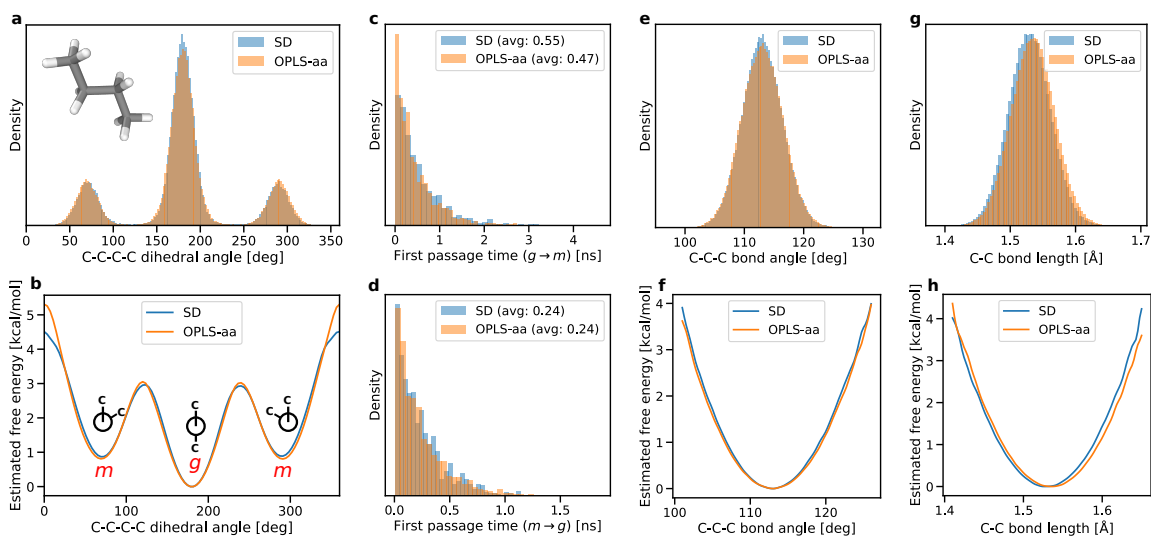 a
SD
OPLS-aa
Density
0 50 100 150 200 250 300 350
C-C-C-C dihedral angle [deg]
b
SD
OPLS-aa
Estimated free energy [kcal/mol]
5
4
3
2
1
0
c c c
c c c
m g m
0 100 200 300
C-C-C-C dihedral angle [deg]
c
SD (avg: 0.55)
OPLS-aa (avg: 0.47)
Density
0 1 2 3 4
First passage time (g → m) [ns]
d
SD (avg: 0.24)
OPLS-aa (avg: 0.24)
Density
0.0 0.5 1.0 1.5
First passage time (m → g) [ns]
e
SD
OPLS-aa
Density
100 110 120 130
C-C-C bond angle [deg]
f
SD
OPLS-aa
Estimated free energy [kcal/mol]
4
3
2
1
0
100 110 120
C-C-C bond angle [deg]
g
SD
OPLS-aa
Density
1.4 1.5 1.6 1.7
C-C bond length [Å]
h
SD
OPLS-aa
Estimated free energy [kcal/mol]
4
3
2
1
0
1.4 1.5 1.6
C-C bond length [Å]